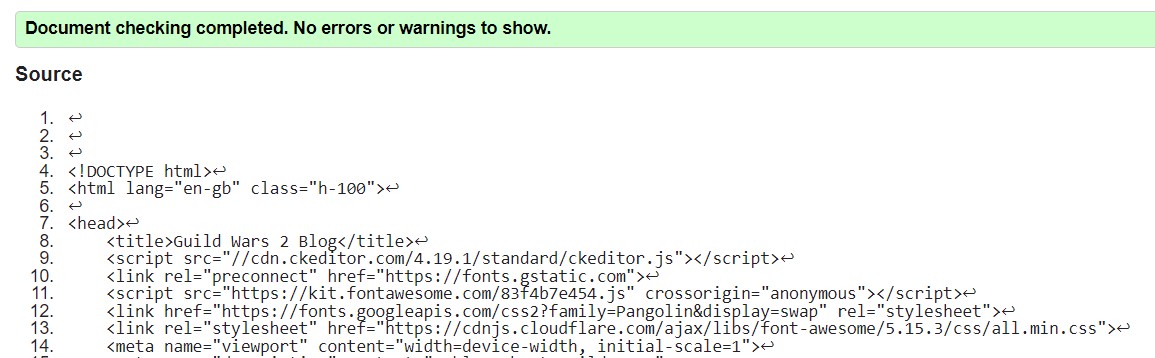 Document checking completed. No errors or warnings to show.
Source
1. ↩
2. ↩
3. ↩
4. <!DOCTYPE html>↩
5. <html lang="en-gb" class="h-100">↩
6. ↩
7. <head>↩
8. <title>Guild Wars 2 Blog</title>↩
9. <script src="//cdn.ckeditor.com/4.19.1/standard/ckeditor.js"></script>↩
10. <link rel="preconnect" href="https://fonts.gstatic.com">↩
11. <script src="https://kit.fontawesome.com/83f4b7e454.js" crossorigin="anonymous"></script>↩
12. <link href="https://fonts.googleapis.com/css2?family=Pangolin&display=swap" rel="stylesheet">↩
13. <link rel="stylesheet" href="https://cdnjs.cloudflare.com/ajax/libs/font-awesome/5.15.3/css/all.min.css">↩
14. <meta name="viewport" content="width=device-width, initial-scale=1">↩